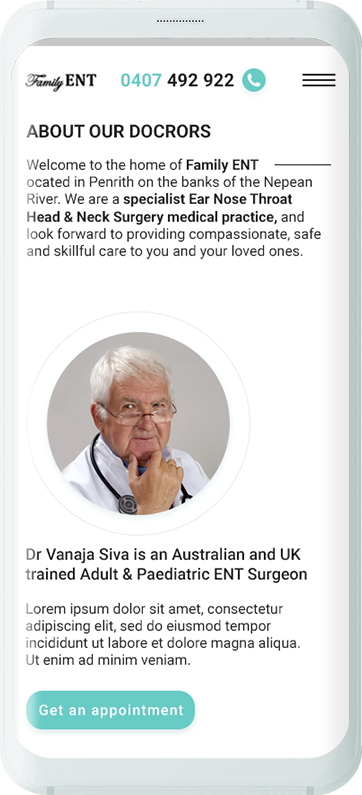 Family ENT 0407 492 922
ABOUT OUR DOCRORS
Welcome to the home of Family ENT
ocated in Penrith on the banks of the Nepean
River. We are a specialist Ear Nose Throat
Head & Neck Surgery medical practice, and
look forward to providing compassionate, safe
and skillful care to you and your loved ones.
Dr Vanaja Siva is an Australian and UK
trained Adult & Paediatric ENT Surgeon
Lorem ipsum dolor sit amet, consectetur
adipiscing elit, sed do eiusmod tempor
incididunt ut labore et dolore magna aliqua.
Ut enim ad minim veniam.
Get an appointment